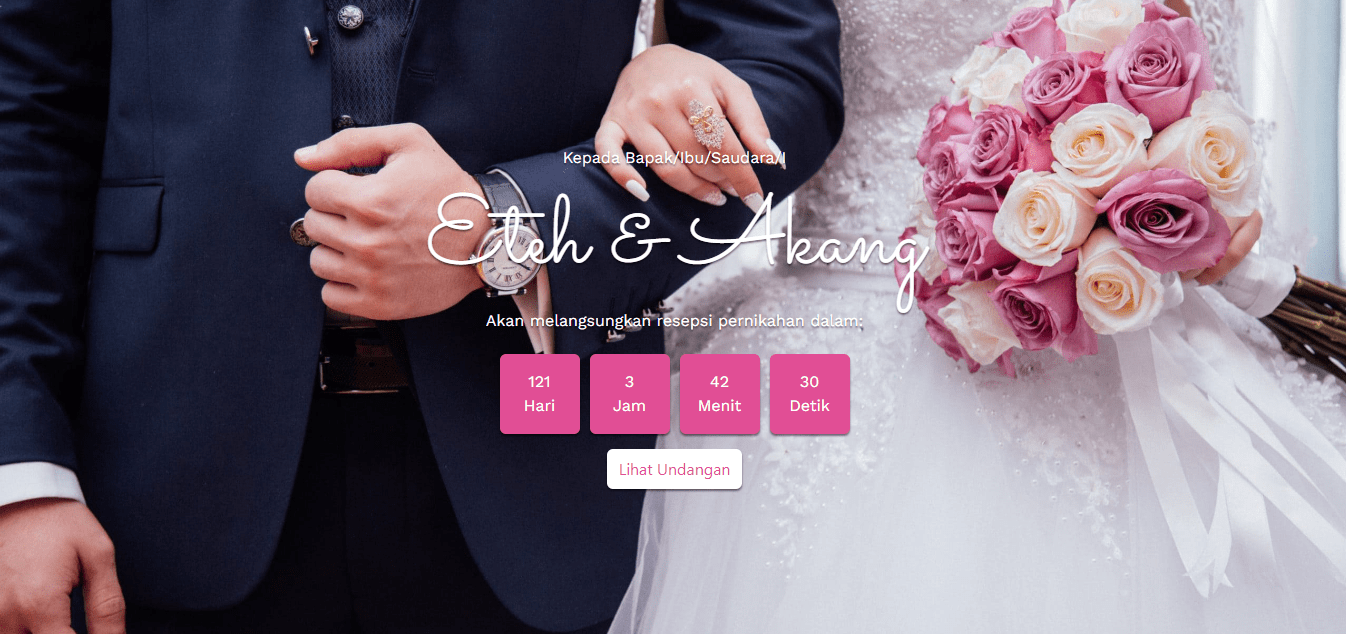 Kepada Bapak/Ibu/Saudara/I
Eteh & Akang
Akan melangsungkan resepsi pernikahan dalam:
121 3 42 30
Hari Jam Menit Detik
Lihat Undangan